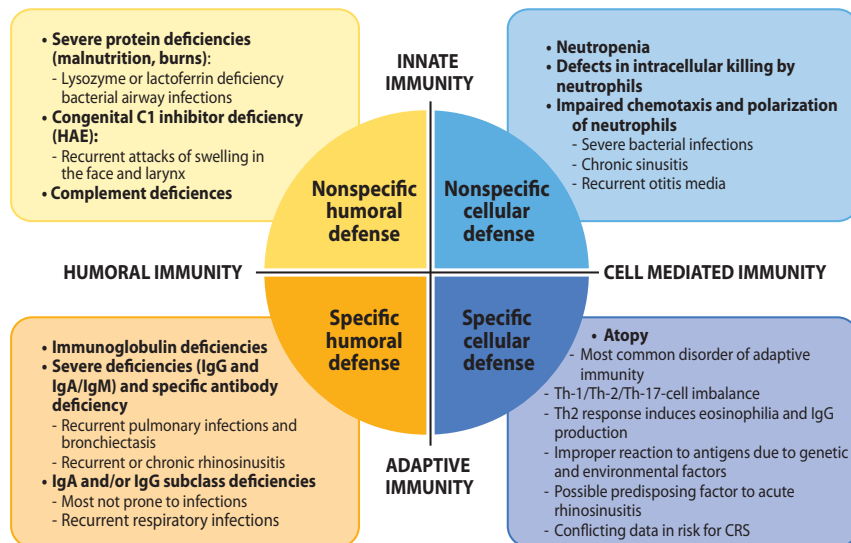 • Severe protein deficiencies
(malnutrition, burns):
- Lysozyme or lactoferrin deficiency
bacterial airway infections
• Congenital C1 inhibitor deficiency
(HAE):
- Recurrent attacks of swelling in
the face and larynx
• Complement deficiences
INNATE
IMMUNITY
• Neutropenia
• Defects in intracellular killing by
neutrophils
• Impaired chemotaxis and polarization
of neutrophils
- Severe bacterial infections
- Chronic sinusitis
- Recurrent otitis media
Nonspecific
humoral
defense
Nonspecific
cellular
defense
HUMORAL IMMUNITY
CELL MEDIATED IMMUNITY
Specific
humoral
defense
Specific
cellular
defense
• Immunoglobulin deficiencies
• Severe deficiencies (IgG and
IgA/IgM) and specific antibody
deficiency
- Recurrent pulmonary infections and
bronchiectasis
- Recurrent or chronic rhinosinusitis
• IgA and/or IgG subclass deficiencies
- Most not prone to infections
- Recurrent respiratory infections
ADAPTIVE
IMMUNITY
• Atopy
- Most common disorder of adaptive
immunity
- Th-1/Th-2/Th-17-cell imbalance
- Th2 response induces eosinophilia and IgG
production
- Improper reaction to antigens due to genetic
and environmental factors
- Possible predisposing factor to acute
rhinosinusitis
- Conflicting data in risk for CRS